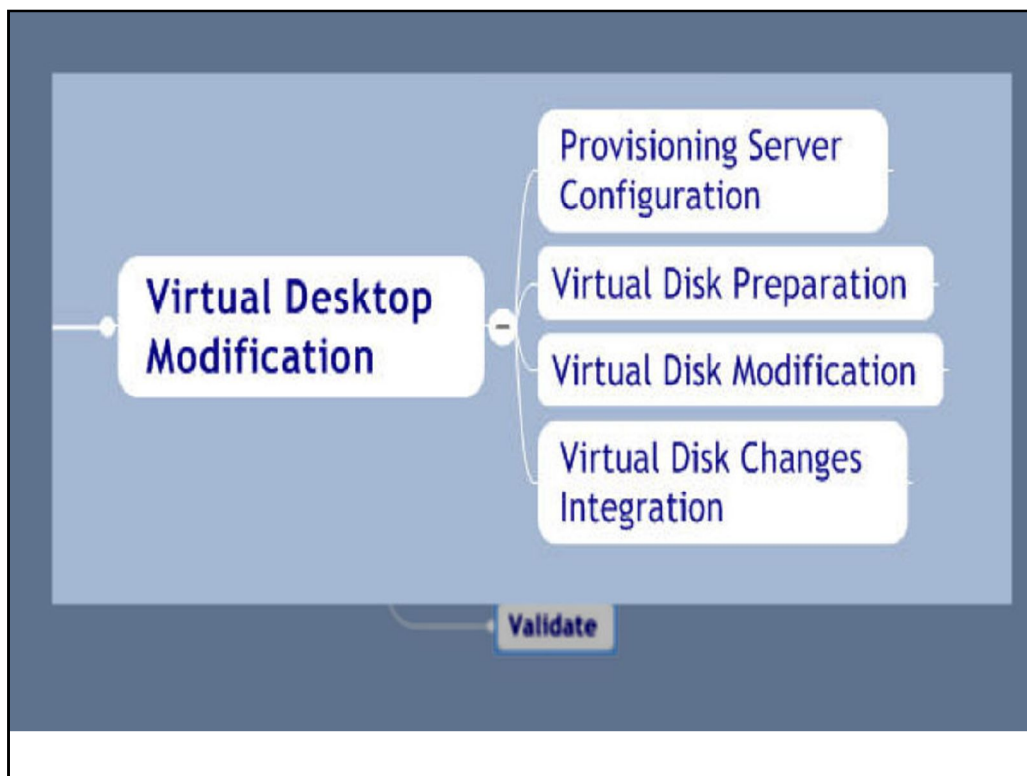 Provisioning Server
Configuration
Virtual Desktop
Modification
Virtual Disk Preparation
Virtual Disk Modification
Virtual Disk Changes
Integration
Validate